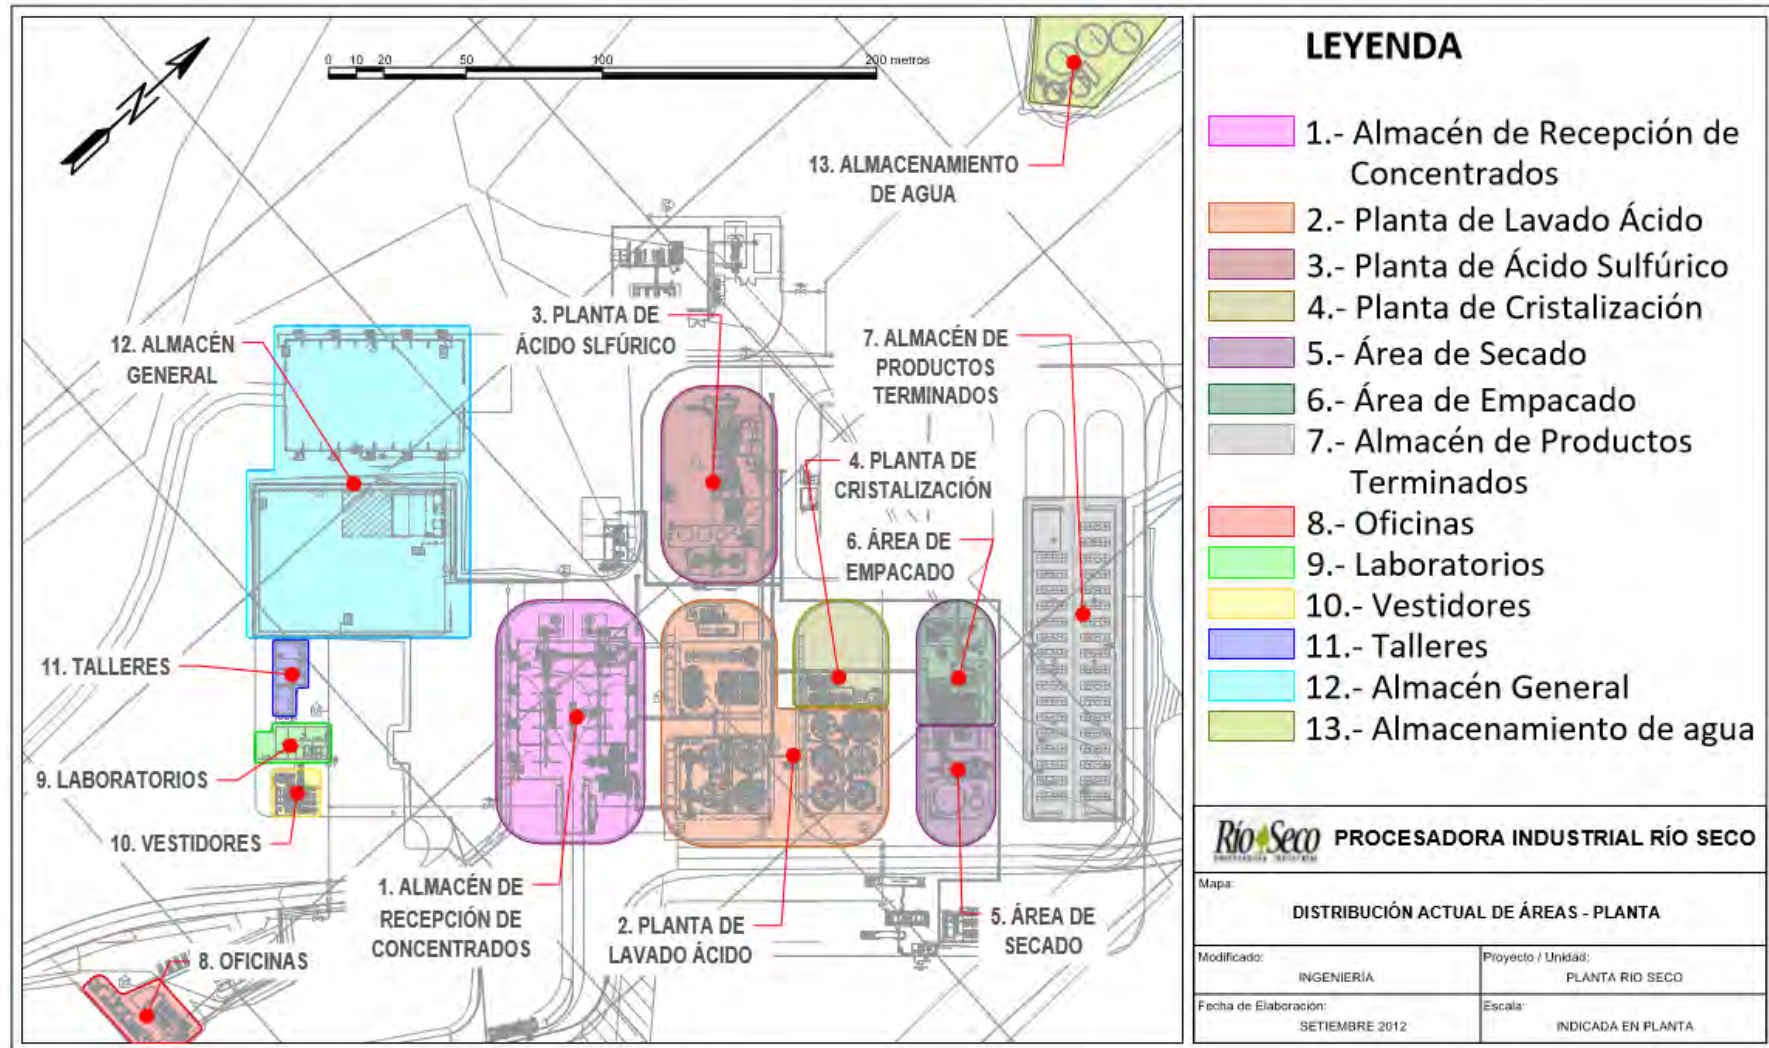 0 10 20 50 100 200 metros
N
13. ALMACENAMIENTO
DE AGUA
3. PLANTA DE
ÁCIDO SLFÚRICO
12. ALMACÉN
GENERAL
7. ALMACÉN DE
PRODUCTOS
TERMINADOS
4. PLANTA DE
CRISTALIZACIÓN
6. ÁREA DE
EMPACADO
11. TALLERES
9. LABORATORIOS
10. VESTIDORES
1. ALMACÉN DE
RECEPCIÓN DE
CONCENTRADOS
2. PLANTA DE
LAVADO ÁCIDO
5. ÁREA DE
SECADO
8. OFICINAS
LEYENDA
1.- Almacén de Recepción de
Concentrados
2.- Planta de Lavado Ácido
3.- Planta de Ácido Sulfúrico
4.- Planta de Cristalización
5.- Área de Secado
6.- Área de Empacado
7.- Almacén de Productos
Terminados
8.- Oficinas
9.- Laboratorios
10.- Vestidores
11.- Talleres
12.- Almacén General
13.- Almacenamiento de agua
Río Seco
PROCESADORA INDUSTRIAL
PROCESADORA INDUSTRIAL RÍO SECO
Mapa:
DISTRIBUCIÓN ACTUAL DE ÁREAS - PLANTA
Modificado:
INGENIERÍA
Proyecto / Unidad:
PLANTA RIO SECO
Fecha de Elaboración:
SETIEMBRE 2012
Escala:
INDICADA EN PLANTA